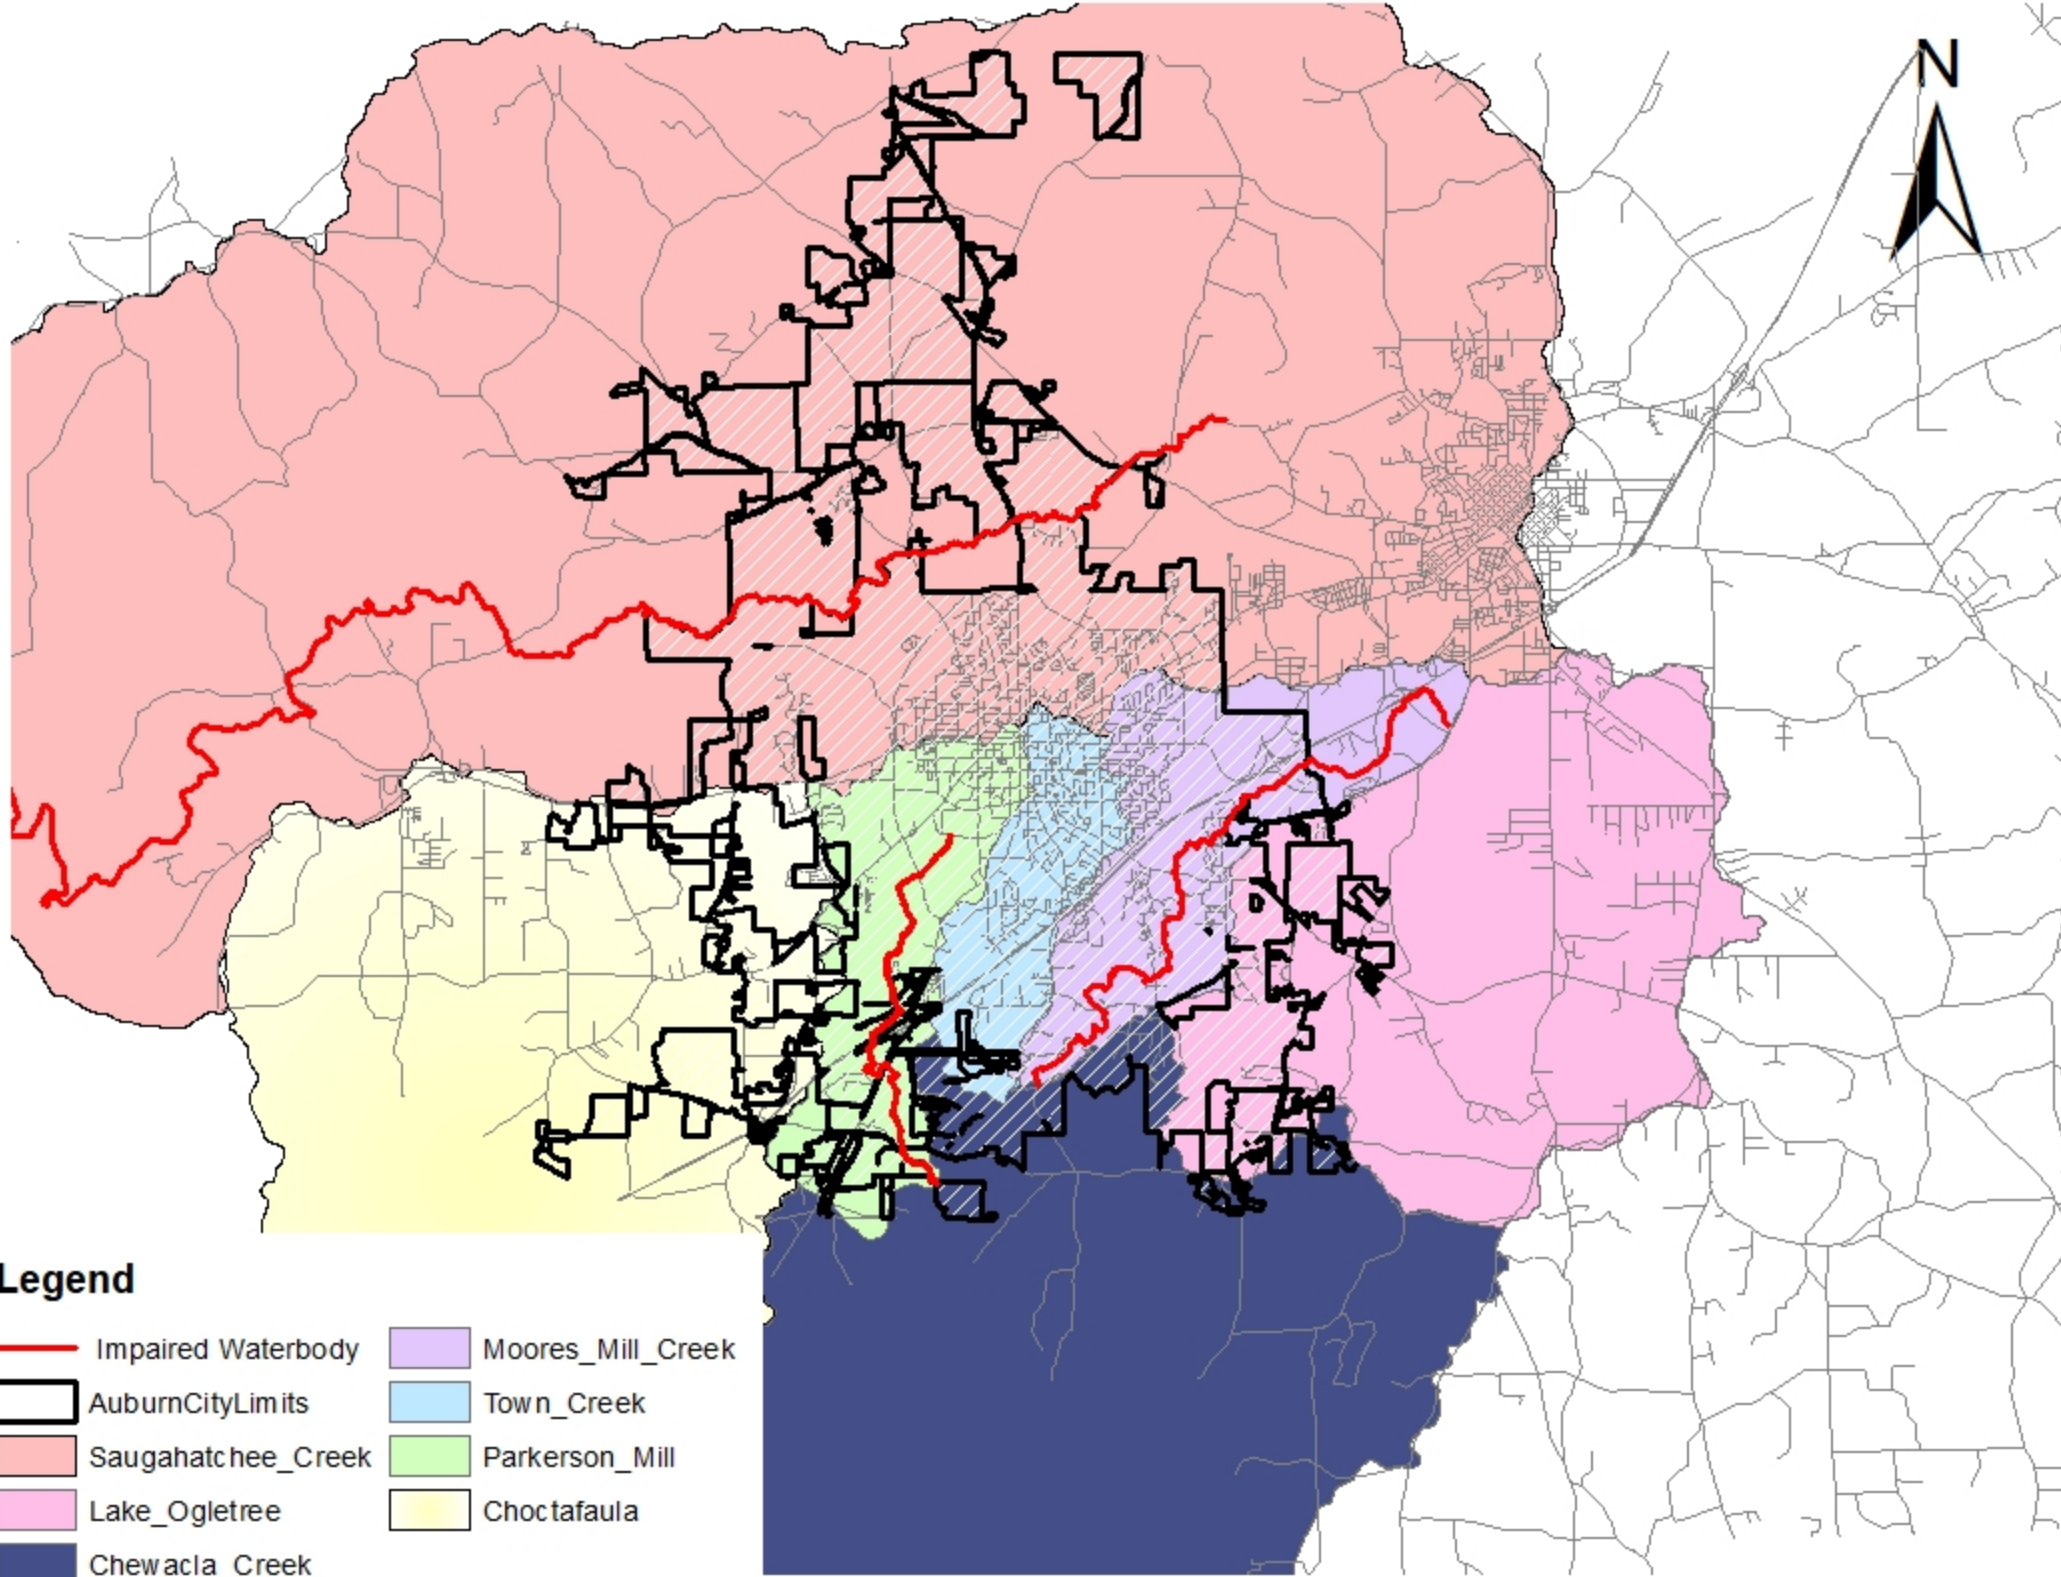 N
Legend
Impaired Waterbody
AuburnCityLimits
Saugahatchee_Creek
Lake_Ogletree
Chewacla_Creek
Moores_Mill_Creek
Town_Creek
Parkerson_Mill
Choctafaula